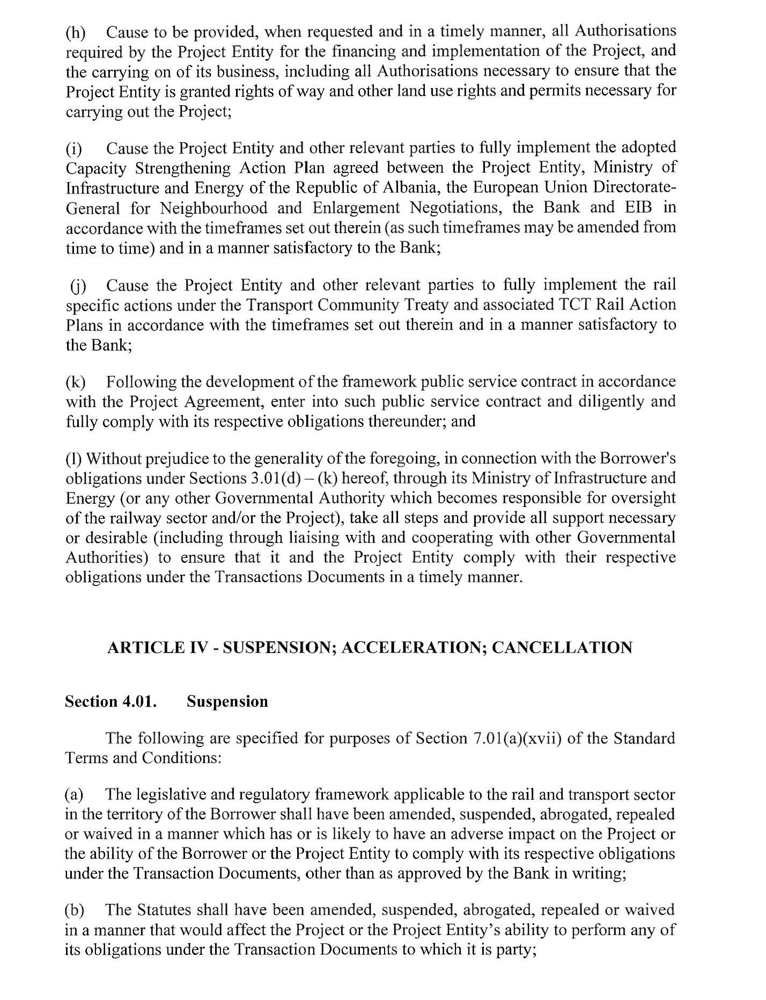 (h) Cause to be provided, when requested and in a timely manner, all Authorisations
required by the Project Entity for the financing and implementation of the Project, and
the carrying on of its business, including all Authorisations necessary to ensure that the
Project Entity is granted rights of way and other land use rights and permits necessary for
carrying out the Project;
(i) Cause the Project Entity and other relevant parties to fully implement the adopted
Capacity Strengthening Action Plan agreed between the Project Entity, Ministry of
Infrastructure and Energy of the Republic of Albania, the European Union Directorate-
General for Neighbourhood and Enlargement Negotiations, the Bank and EIB in
accordance with the timeframes set out therein (as such timeframes may be amended from
time to time) and in a manner satisfactory to the Bank;
(j) Cause the Project Entity and other relevant parties to fully implement the rail
specific actions under the Transport Community Treaty and associated TCT Rail Action
Plans in accordance with the timeframes set out therein and in a manner satisfactory to
the Bank;
(k) Following the development of the framework public service contract in accordance
with the Project Agreement, enter into such public service contract and diligently and
fully comply with its respective obligations thereunder; and
(l) Without prejudice to the generality of the foregoing, in connection with the Borrower's
obligations under Sections 3.01(d) – (k) hereof, through its Ministry of Infrastructure and
Energy (or any other Governmental Authority which becomes responsible for oversight
of the railway sector and/or the Project), take all steps and provide all support necessary
or desirable (including through liaising with and cooperating with other Governmental
Authorities) to ensure that it and the Project Entity comply with their respective
obligations under the Transactions Documents in a timely manner.
ARTICLE IV - SUSPENSION; ACCELERATION; CANCELLATION
Section 4.01. Suspension
The following are specified for purposes of Section 7.01(a)(xvii) of the Standard
Terms and Conditions:
(a) The legislative and regulatory framework applicable to the rail and transport sector
in the territory of the Borrower shall have been amended, suspended, abrogated, repealed
or waived in a manner which has or is likely to have an adverse impact on the Project or
the ability of the Borrower or the Project Entity to comply with its respective obligations
under the Transaction Documents, other than as approved by the Bank in writing;
(b) The Statutes shall have been amended, suspended, abrogated, repealed or waived
in a manner that would affect the Project or the Project Entity’s ability to perform any of
its obligations under the Transaction Documents to which it is party;